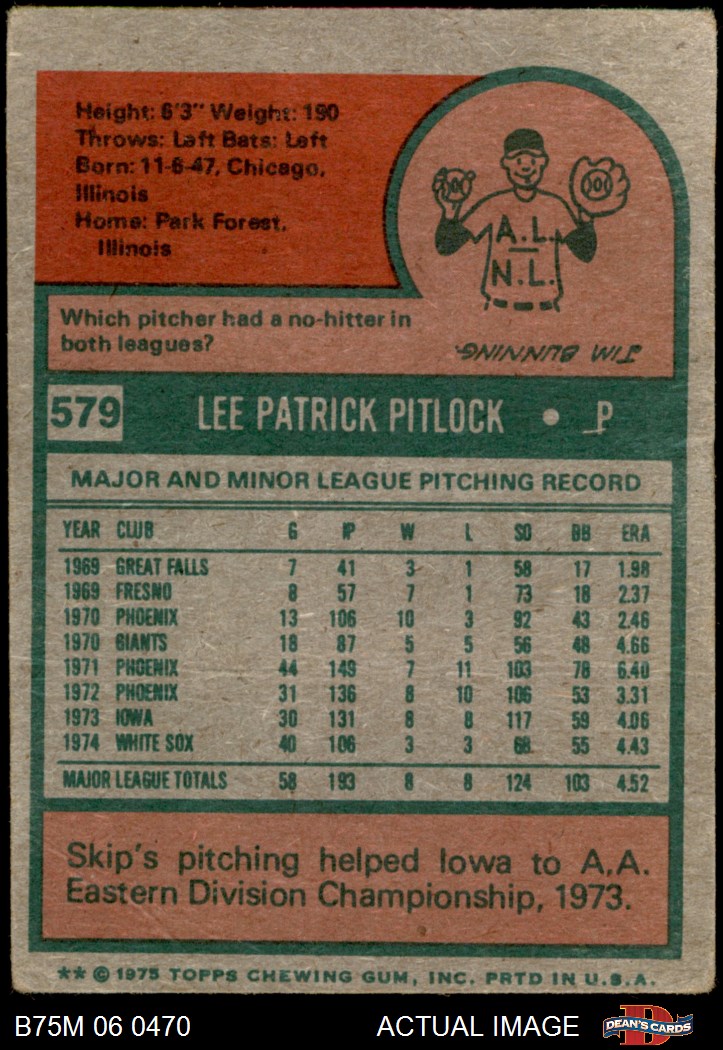 Height: 6'3" Weight: 190
Throws: Left Bats: Left
Born: 11-8-47, Chicago,
Illinois
Home: Park Forest,
Illinois
A.L.
N.L.
Which pitcher had a no-hitter in
both leagues?
JIM BUNNING
579 LEE PATRICK PITLOCK • P
MAJOR AND MINOR LEAGUE PITCHING RECORD
YEAR CLUB G IP W L SO BB ERA
1969 GREAT FALLS 7 41 3 1 58 17 1.98
1969 FRESNO 8 57 7 1 73 18 2.37
1970 PHOENIX 13 106 10 3 92 43 2.46
1970 GIANTS 18 87 5 5 56 48 4.66
1971 PHOENIX 44 149 7 11 103 78 6.40
1972 PHOENIX 31 136 8 10 106 53 3.31
1973 IOWA 30 131 8 8 117 59 4.06
1974 WHITE SOX 40 106 3 3 68 55 4.43
MAJOR LEAGUE TOTALS 58 193 8 8 124 103 4.52
Skip's pitching helped Iowa to A.A.
Eastern Division Championship, 1973.
** © 1975 TOPPS CHEWING GUM, INC. PRTD IN U.S.A.
B75M 06 0470 ACTUAL IMAGE D DEAN'S CARDS